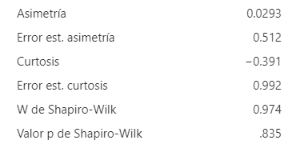 Asimetría 0.0293
Error est. asimetría 0.512
Curtosis −0.391
Error est. curtosis 0.992
W de Shapiro-Wilk 0.974
Valor p de Shapiro-Wilk .835